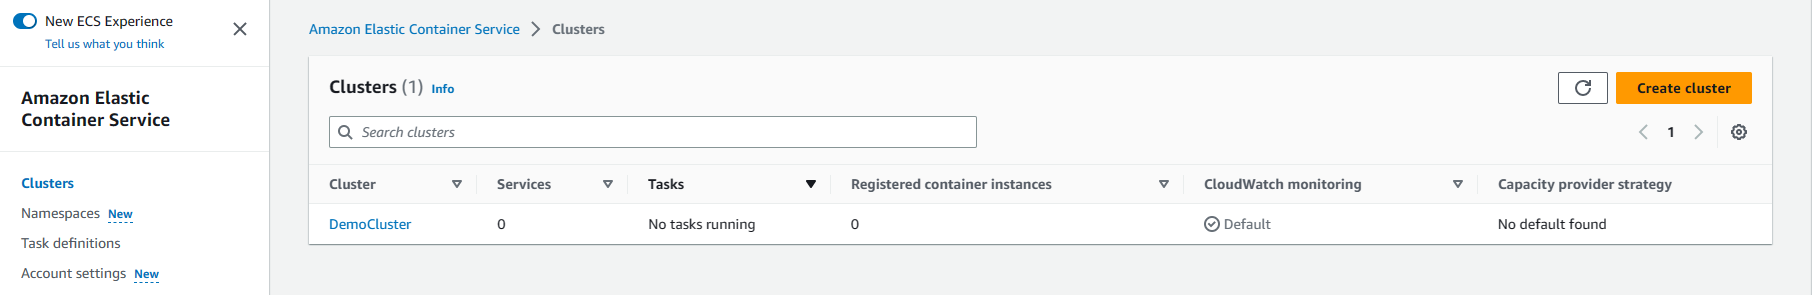 New ECS Experience
Tell us what you think
Amazon Elastic
Container Service
Clusters
Namespaces New
Task definitions
Account settings New
Amazon Elastic Container Service > Clusters
Clusters (1) Info
Create cluster
Search clusters
1
Cluster Services Tasks Registered container instances CloudWatch monitoring Capacity provider strategy
DemoCluster 0 No tasks running 0 Default No default found